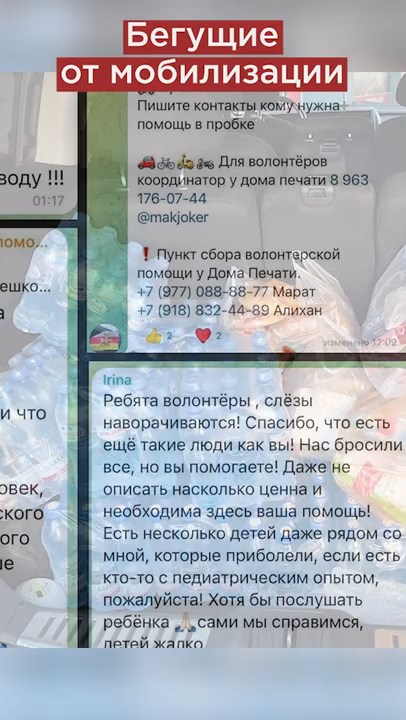 Бегущие
от мобилизации
Пишите контакты кому нужна
помощь в пробке
Для волонтёров
координатор у дома печати 8 963
176-07-44
@makjoker
Пункт сбора волонтерской
помощи у Дома Печати.
+7 (977) 088-88-77 Марат
+7 (918) 832-44-89 Алихан
2
2
изменено 12:02
воду !!!
01:17
Irina
Ребята волонтёры , слёзы
наворачиваются! Спасибо, что есть
ещё такие люди как вы! Нас бросили
все, но вы помогаете! Даже не
описать насколько ценна и
необходима здесь ваша помощь!
Есть несколько детей даже рядом со
мной, которые приболели, если есть
кто-то с педиатрическим опытом,
пожалуйста! Хотя бы послушать
ребёнка 🙏 сами мы справимся,
детей жалко
и что